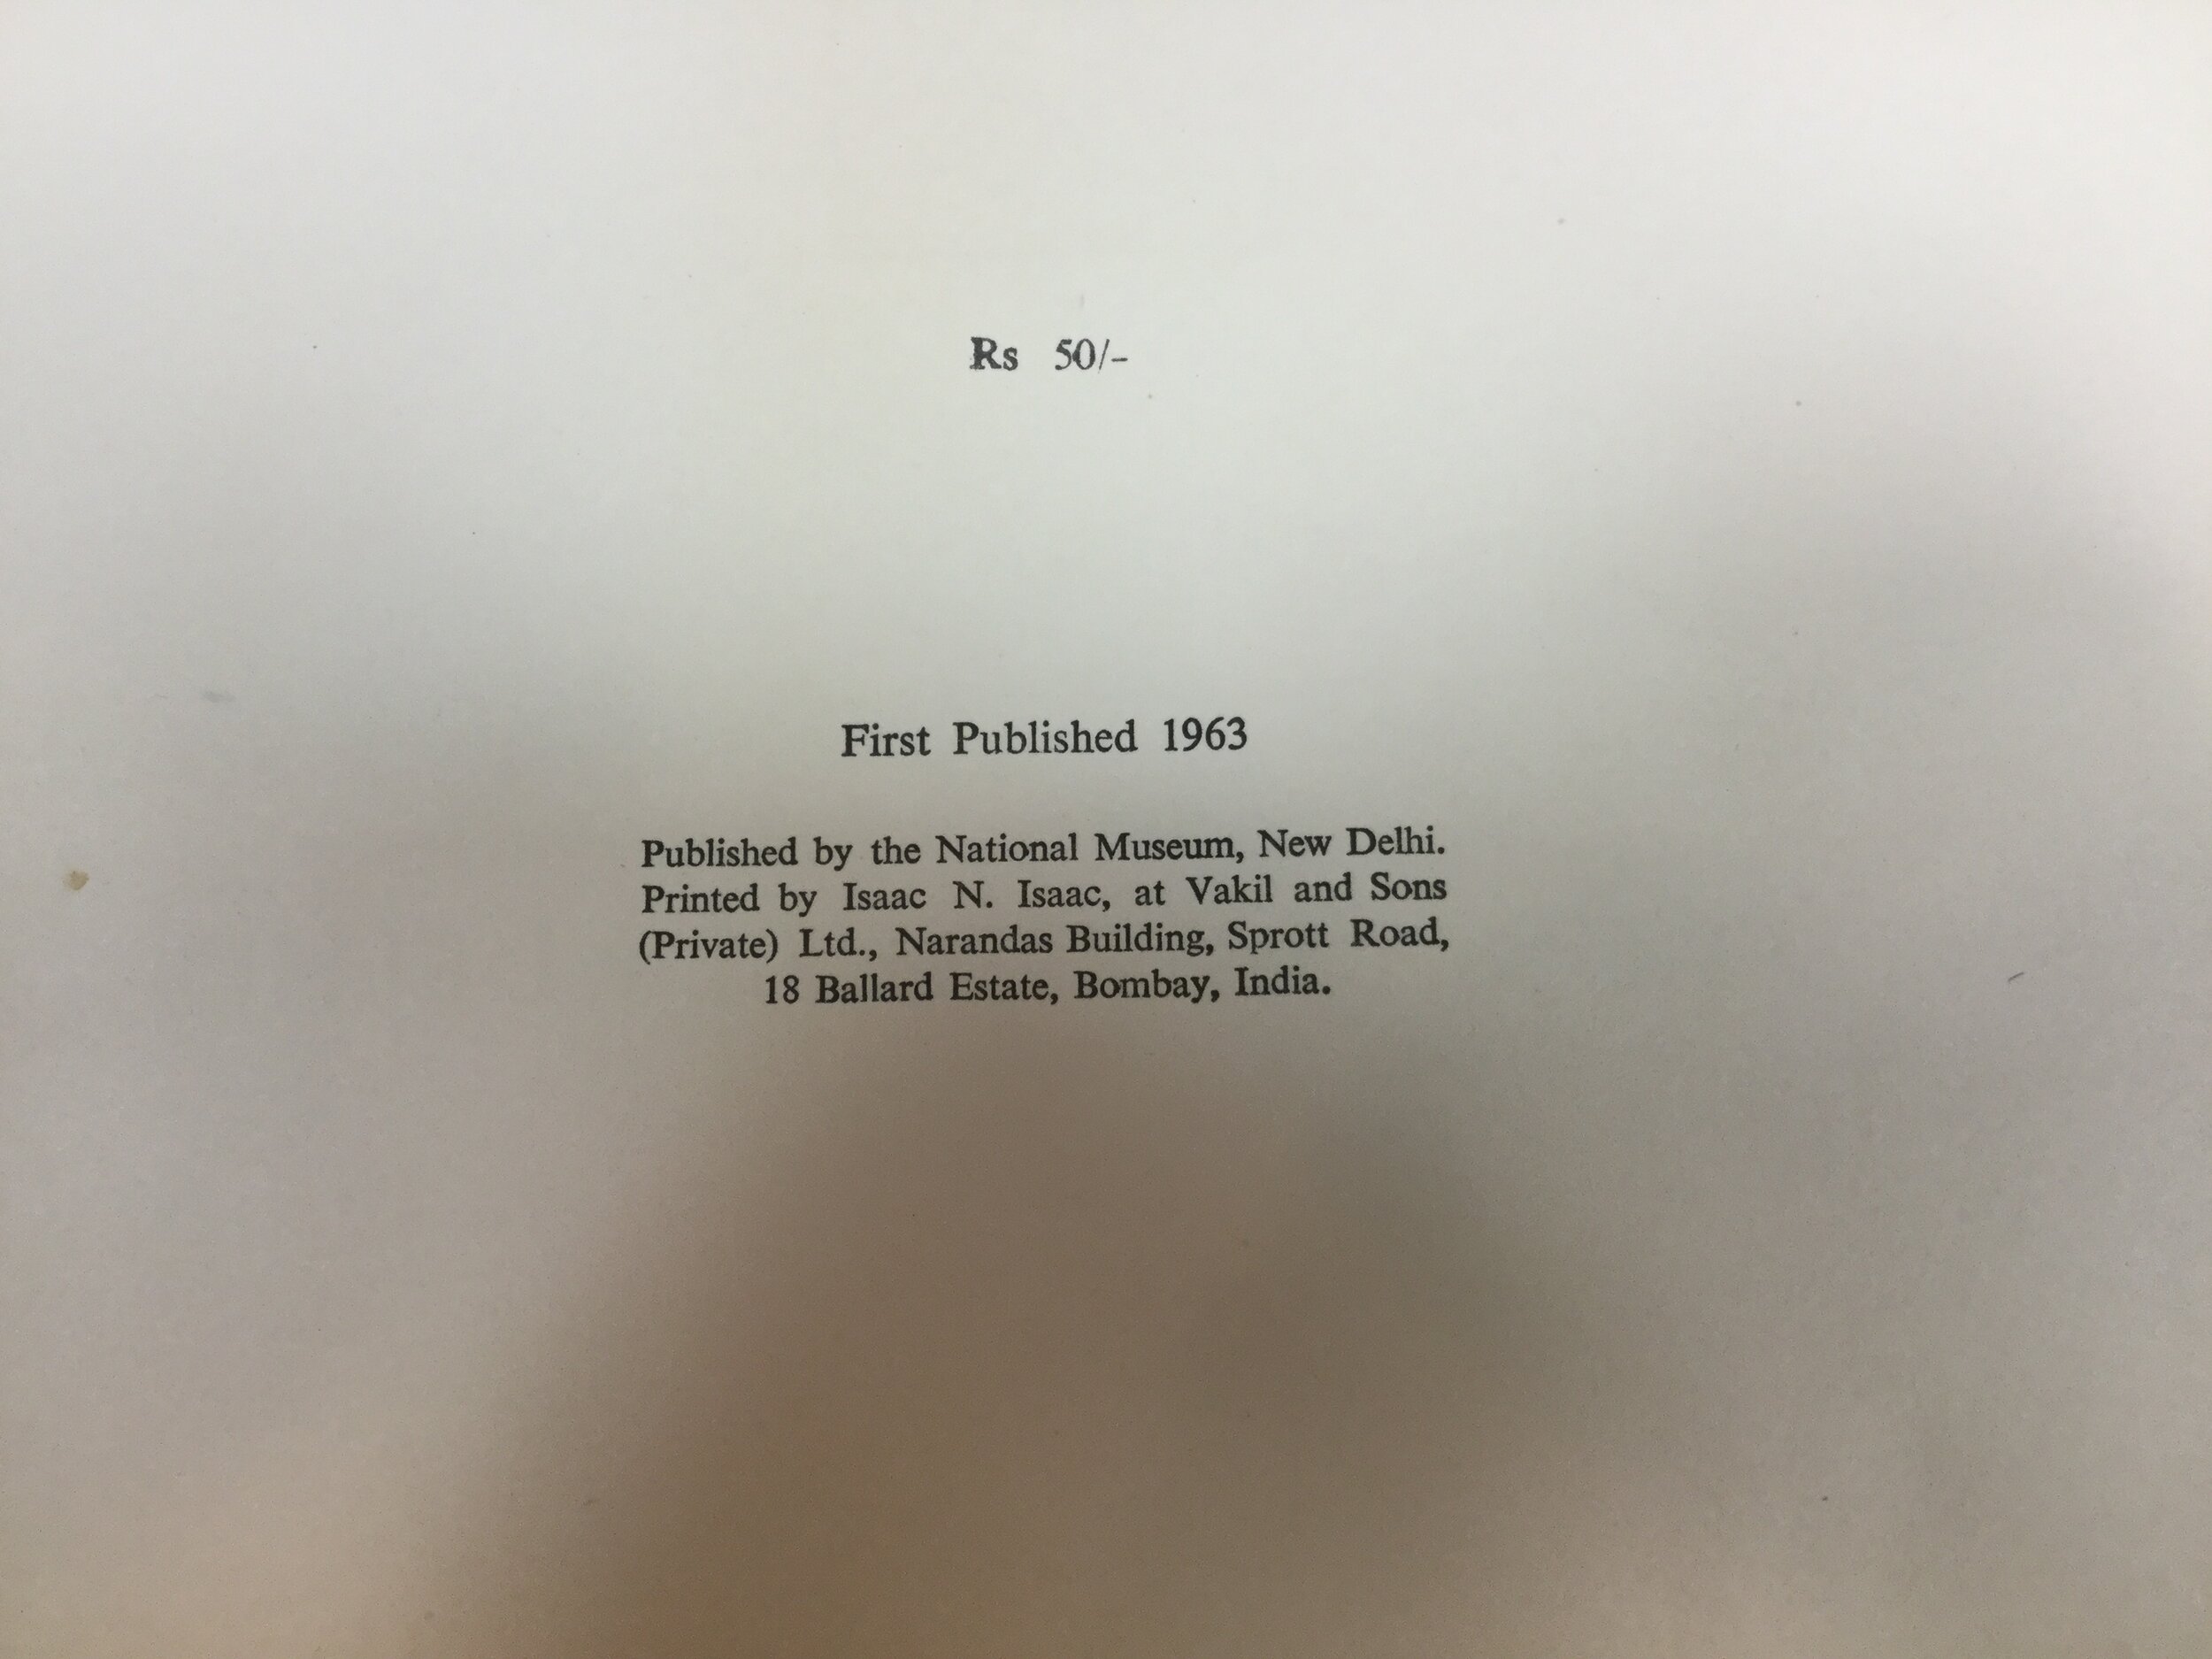 Rs 50/-
First Published 1963
Published by the National Museum, New Delhi.
Printed by Isaac N. Isaac, at Vakil and Sons
(Private) Ltd., Narandas Building, Sprott Road,
18 Ballard Estate, Bombay, India.